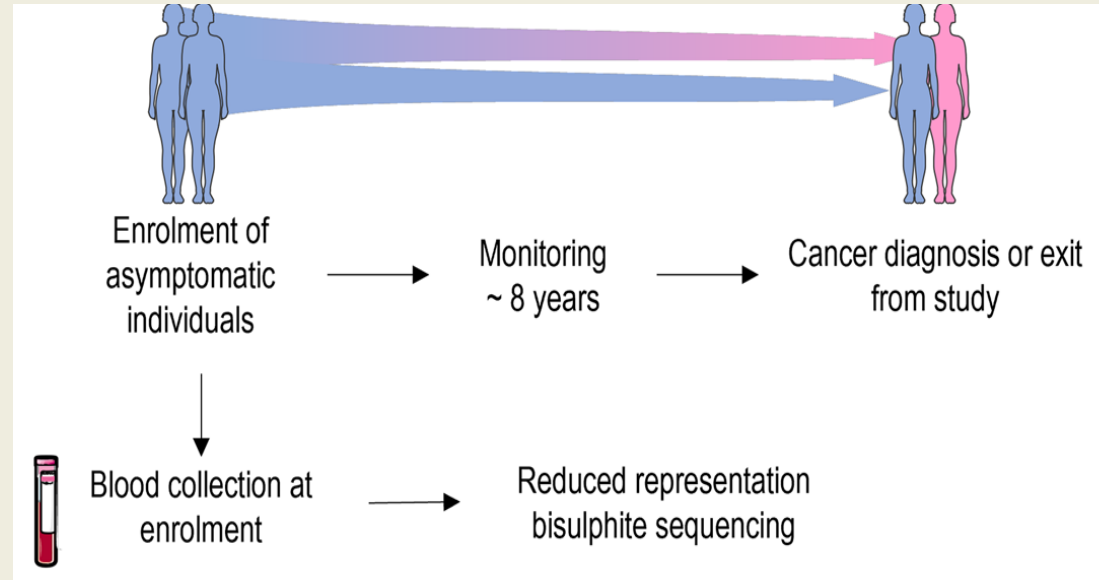 Enrolment of
asymptomatic
individuals
Monitoring
~ 8 years
Cancer diagnosis or exit
from study
Blood collection at
enrolment
Reduced representation
bisulphite sequencing